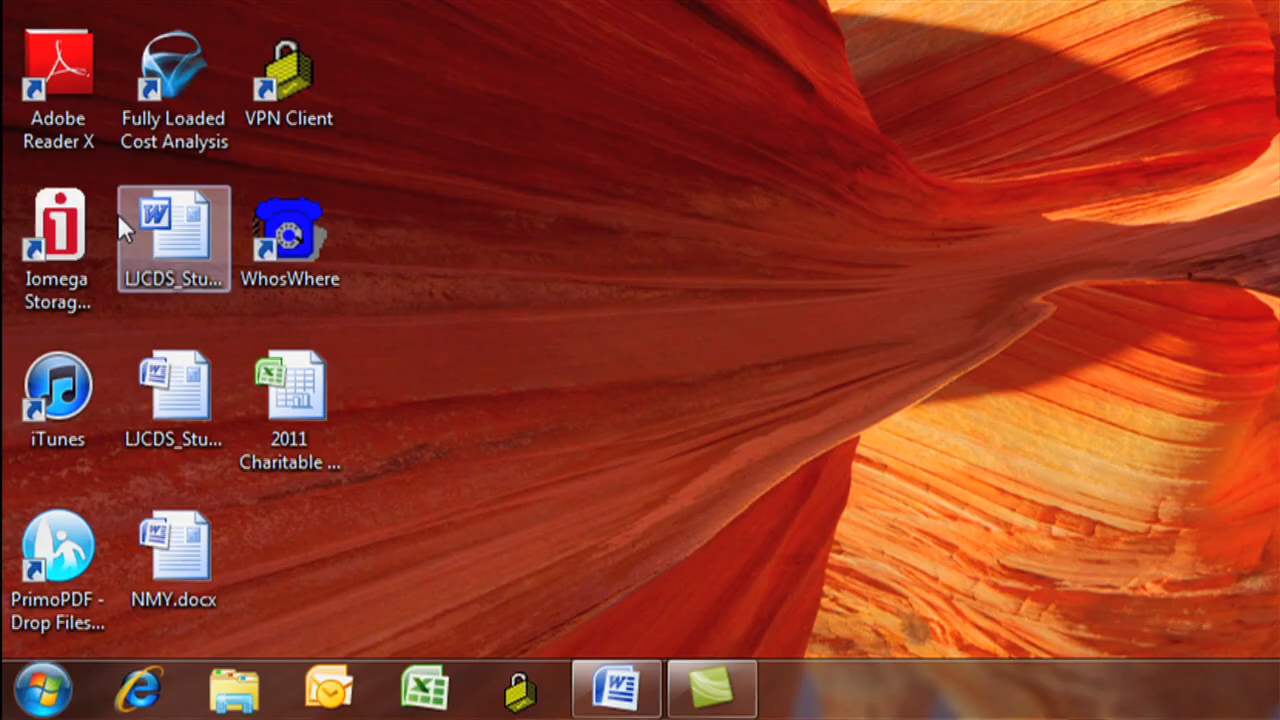 Adobe
Reader X
Fully Loaded
Cost Analysis
VPN Client
Iomega
Storag...
LJCDS_Stu...
WhosWhere
iTunes
LJCDS_Stu...
2011
Charitable ...
PrimoPDF -
Drop Files...
NMY.docx